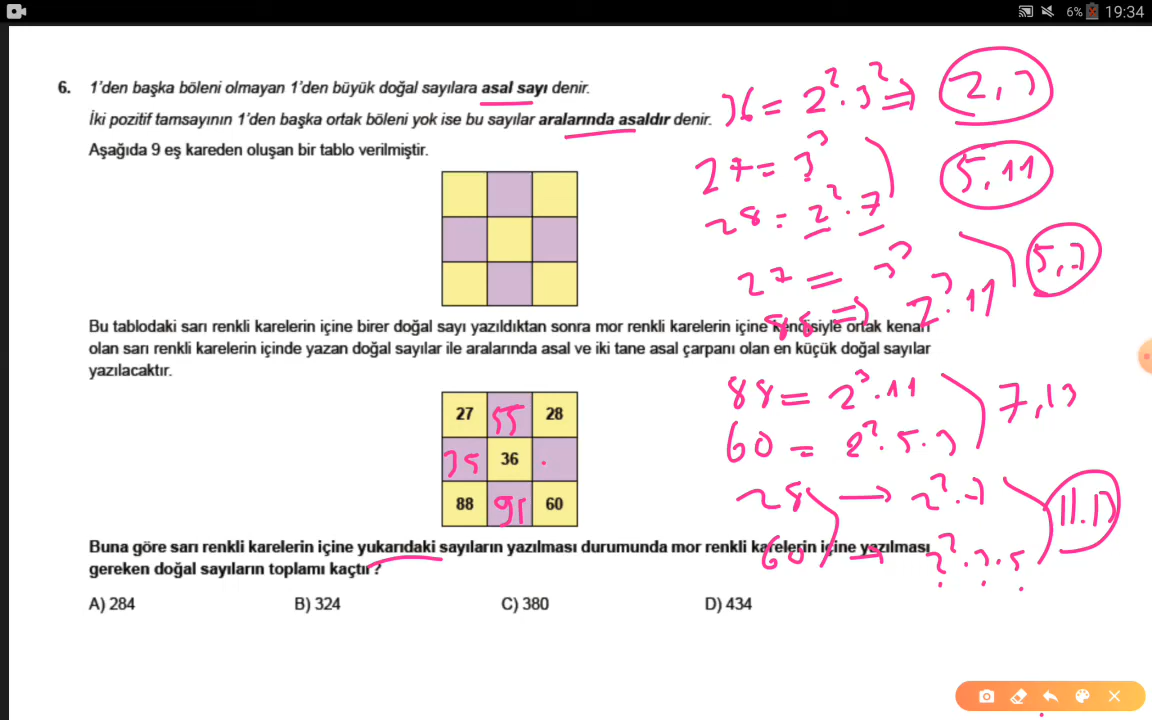 6% 19:34
6. 1'den başka böleni olmayan 1'den büyük doğal sayılara asal sayı denir.
İki pozitif tamsayının 1'den başka ortak böleni yok ise bu sayılar aralarında asaldır denir.
Aşağıda 9 eş kareden oluşan bir tablo verilmiştir.
36 = 2².3² ⇒ 2,3
27 = 3³
5,11
28 = 2².7
27 = 3³
5,7
88 ⇒ 2³.11
Bu tablodaki sarı renkli karelerin içine birer doğal sayı yazıldıktan sonra mor renkli karelerin içine kendisiyle ortak kenarı
olan sarı renkli karelerin içinde yazan doğal sayılar ile aralarında asal ve iki tane asal çarpanı olan en küçük doğal sayılar
yazılacaktır.
27 55 28
35 36
88 91 60
88 = 2³.11
7,13
60 = 2².5.3
28 → 2².7
11.13
60 → 2².3.5
Buna göre sarı renkli karelerin içine yukarıdaki sayıların yazılması durumunda mor renkli karelerin içine yazılması
gereken doğal sayıların toplamı kaçtır?
A) 284 B) 324 C) 380 D) 434